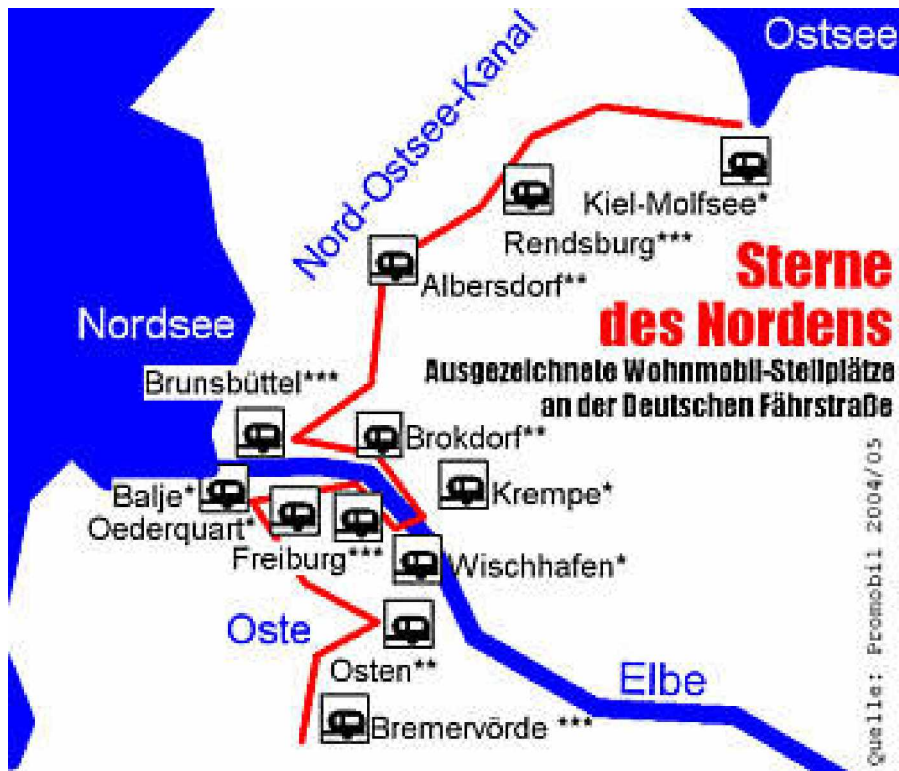 Ostsee
Nord-Ostsee-Kanal
Kiel-Molfsee*
Rendsburg***
Albersdorf**
Sterne
des Nordens
Ausgezeichnete Wohnmobil-Stellplätze
an der Deutschen Fährstraße
Nordsee
Brunsbüttel***
Brokdorf**
Krempe*
Balje*
Oederquart*
Freiburg***
Wischhafen*
Oste
Osten**
Elbe
Bremervörde ***
Quelle: Promobil 2004/05